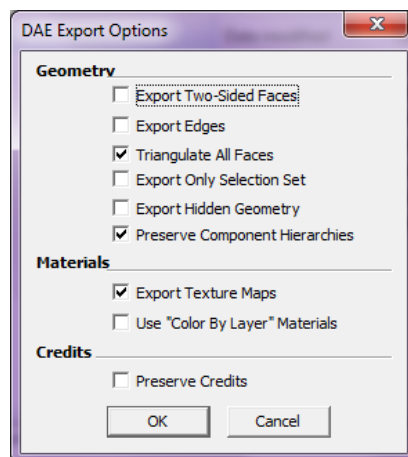 DAE Export Options
Geometry
Export Two-Sided Faces
Export Edges
Triangulate All Faces
Export Only Selection Set
Export Hidden Geometry
Preserve Component Hierarchies
Materials
Export Texture Maps
Use "Color By Layer" Materials
Credits
Preserve Credits
OK Cancel